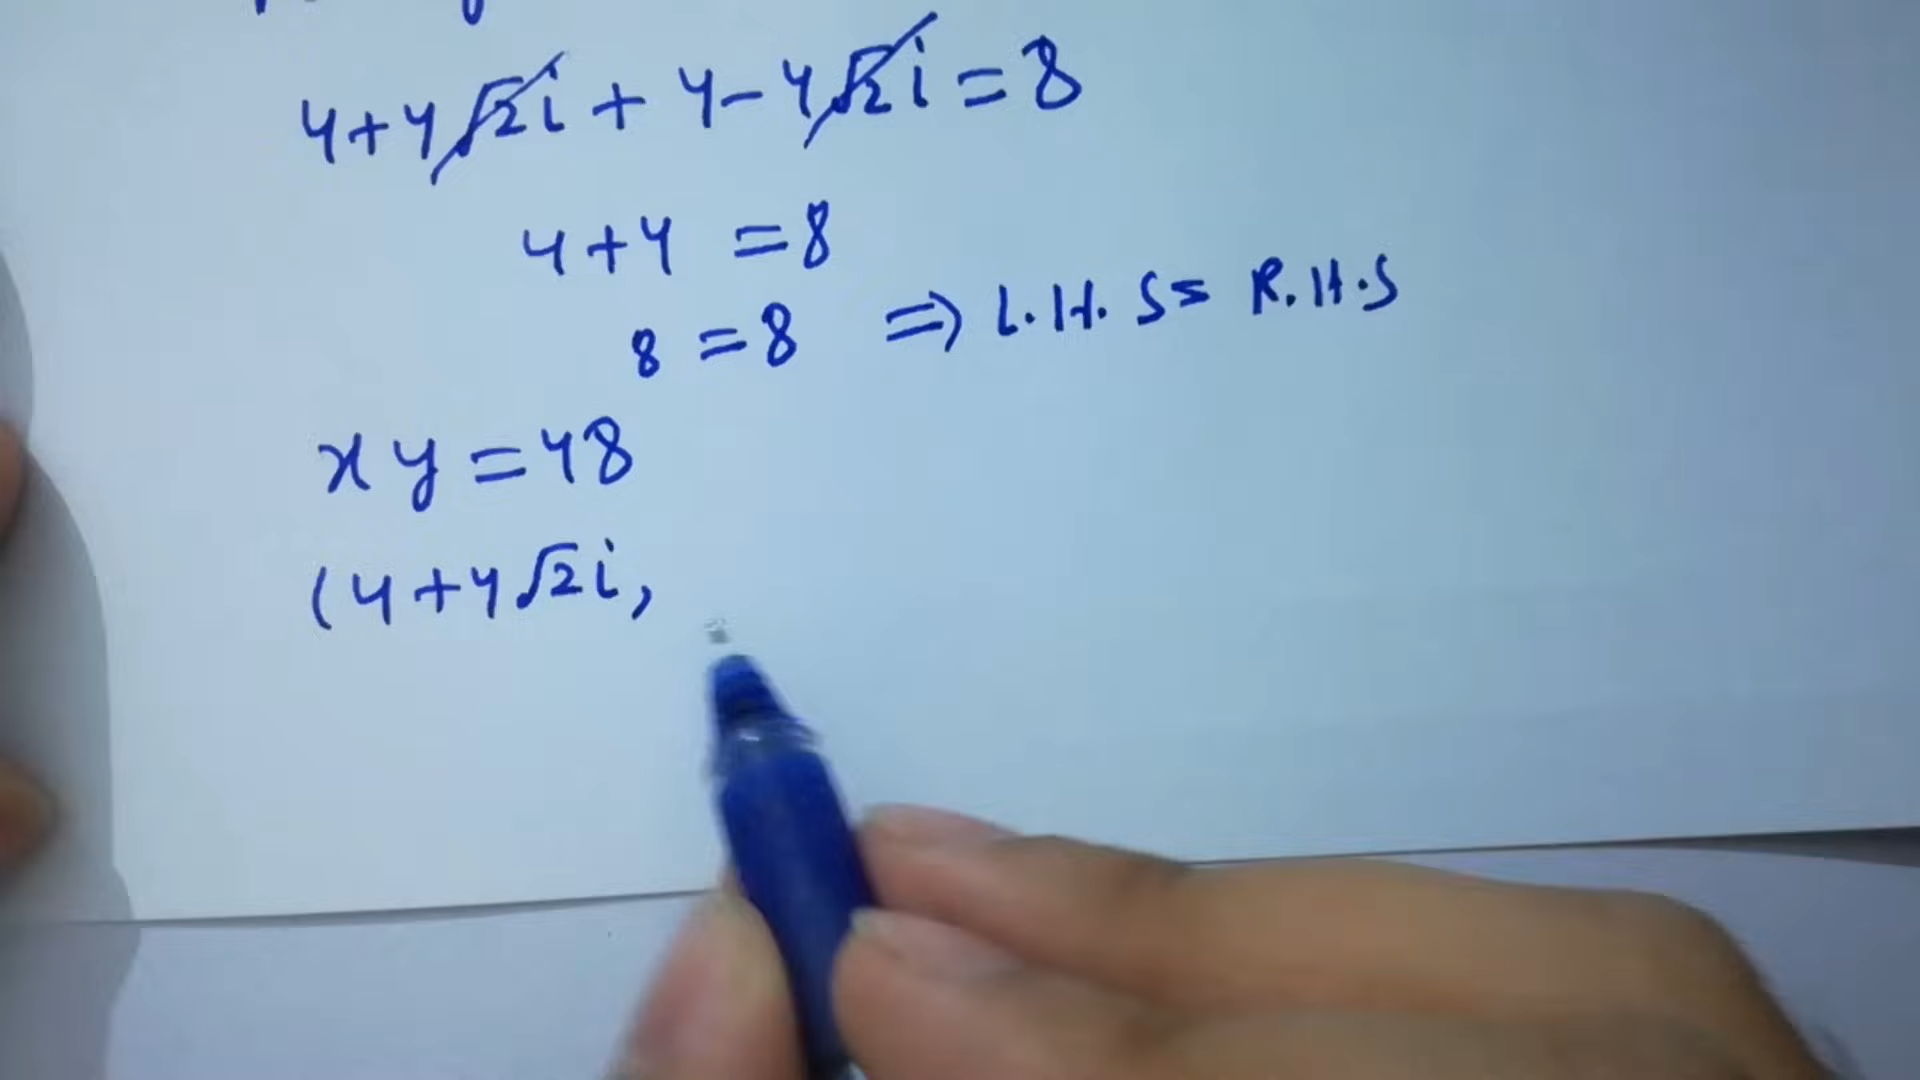 4+4√2i + 4-4√2i = 8
4+4 = 8
8 = 8 ⇒ L.H.S = R.H.S
xy = 48
(4+4√2i,